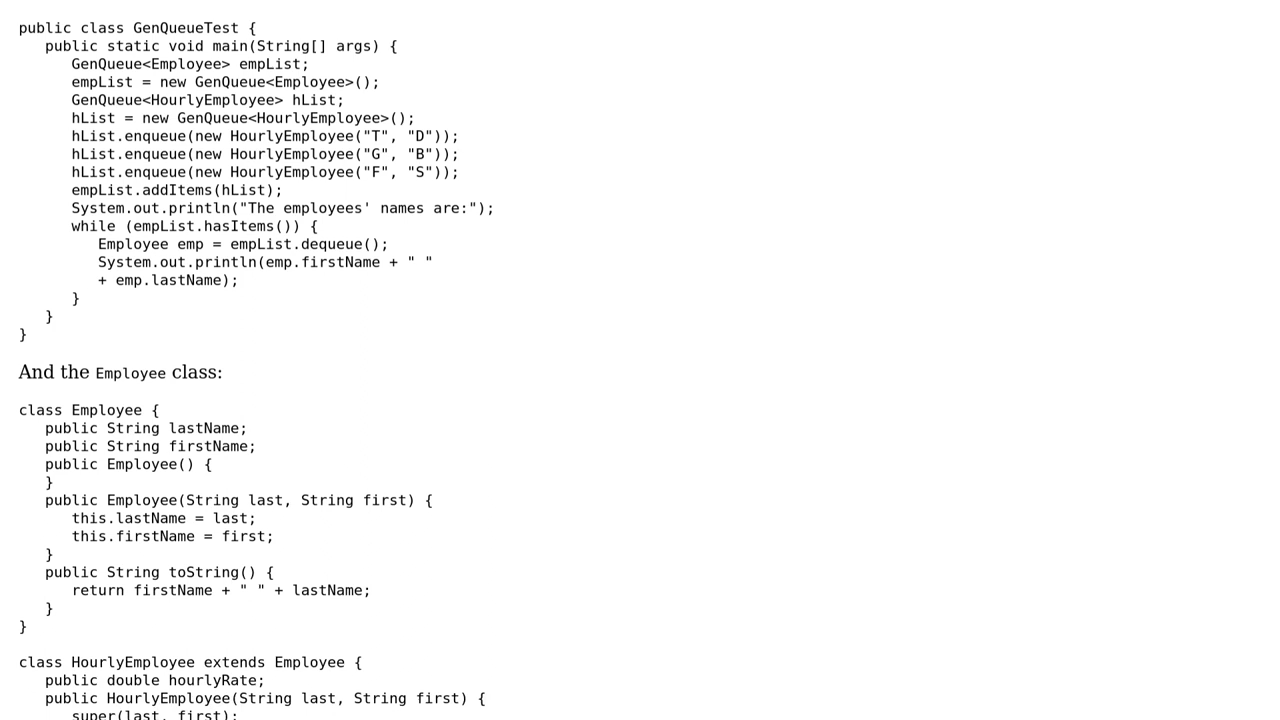 public class GenQueueTest {
   public static void main(String[] args) {
      GenQueue<Employee> empList;
      empList = new GenQueue<Employee>();
      GenQueue<HourlyEmployee> hList;
      hList = new GenQueue<HourlyEmployee>();
      hList.enqueue(new HourlyEmployee("T", "D"));
      hList.enqueue(new HourlyEmployee("G", "B"));
      hList.enqueue(new HourlyEmployee("F", "S"));
      empList.addItems(hList);
      System.out.println("The employees' names are:");
      while (empList.hasItems()) {
         Employee emp = empList.dequeue();
         System.out.println(emp.firstName + " "
         + emp.lastName);
      }
   }
}
And the Employee class:
class Employee {
   public String lastName;
   public String firstName;
   public Employee() {
   }
   public Employee(String last, String first) {
      this.lastName = last;
      this.firstName = first;
   }
   public String toString() {
      return firstName + " " + lastName;
   }
}
class HourlyEmployee extends Employee {
   public double hourlyRate;
   public HourlyEmployee(String last, String first) {
      super(last, first);